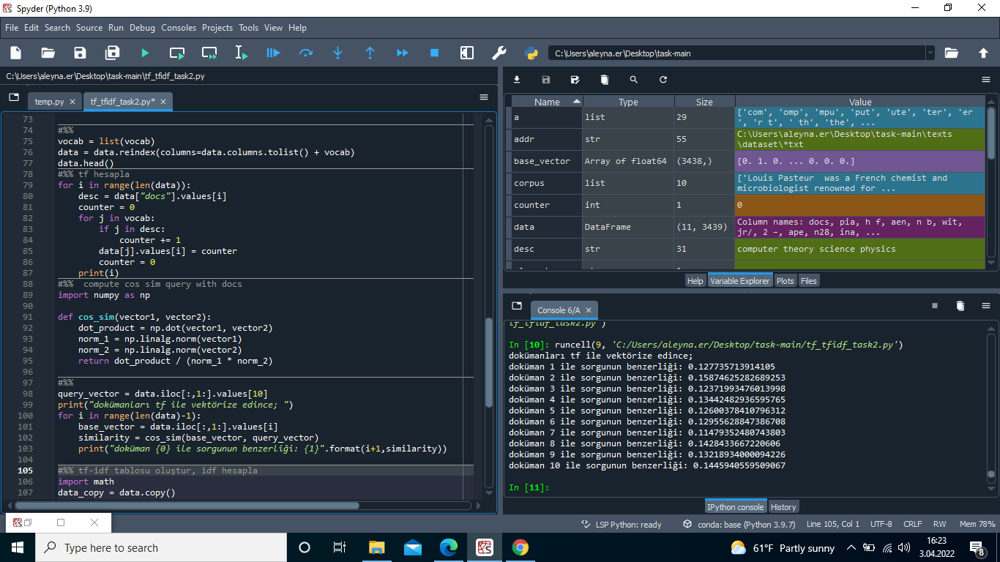 Spyder (Python 3.9)
File Edit Search Source Run Debug Consoles Projects Tools View Help
C:\Users\aleyna.er\Desktop\task-main
C:\Users\aleyna.er\Desktop\task-main\tf_tfidf_task2.py
temp.py
tf_tfidf_task2.py*
73
74 #%%
75 vocab = list(vocab)
76 data = data.reindex(columns=data.columns.tolist() + vocab)
77 data.head()
78 #%% tf hesapla
79 for i in range(len(data)):
80 desc = data["docs"].values[i]
81 counter = 0
82 for j in vocab:
83 if j in desc:
84 counter += 1
85 data[j].values[i] = counter
86 counter = 0
87 print(i)
88 #%% compute cos sim query with docs
89 import numpy as np
90
91 def cos_sim(vector1, vector2):
92 dot_product = np.dot(vector1, vector2)
93 norm_1 = np.linalg.norm(vector1)
94 norm_2 = np.linalg.norm(vector2)
95 return dot_product / (norm_1 * norm_2)
96
97 #%%
98 query_vector = data.iloc[:,1:].values[10]
99 print("dokümanları tf ile vektörize edince; ")
100 for i in range(len(data)-1):
101 base_vector = data.iloc[:,1:].values[i]
102 similarity = cos_sim(base_vector, query_vector)
103 print("doküman {0} ile sorgunun benzerliği: {1}".format(i+1,similarity))
104
105 #%% tf-idf tablosu oluştur, idf hesapla
106 import math
107 data_copy = data.copy()
Name Type Size Value
a list 29 ['com', 'omp', 'mpu', 'put', 'ute', 'ter', 'er
', 'r t', ' th', 'the', ...
addr str 55 C:\Users\aleyna.er\Desktop\task-main\texts
\dataset\*txt
base_vector Array of float64 (3438,) [0. 1. 0. ... 0. 0. 0.]
corpus list 10 ['Louis Pasteur  was a French chemist and
microbiologist renowned for ...
counter int 1 0
data DataFrame (11, 3439) Column names: docs, pia, h f, aen, n b, wit,
jr/, 2 –, ape, n28, ina, ...
desc str 31 computer theory science physics
Help Variable Explorer Plots Files
Console 6/A
tf_tfidf_task2.py')
In [10]: runcell(9, 'C:/Users/aleyna.er/Desktop/task-main/tf_tfidf_task2.py')
dokümanları tf ile vektörize edince;
doküman 1 ile sorgunun benzerliği: 0.127735713914105
doküman 2 ile sorgunun benzerliği: 0.15874625282689253
doküman 3 ile sorgunun benzerliği: 0.12371993476013998
doküman 4 ile sorgunun benzerliği: 0.13442482936595765
doküman 5 ile sorgunun benzerliği: 0.12600378410796312
doküman 6 ile sorgunun benzerliği: 0.12955628847386708
doküman 7 ile sorgunun benzerliği: 0.11479352480743803
doküman 8 ile sorgunun benzerliği: 0.1428433667220606
doküman 9 ile sorgunun benzerliği: 0.13218934000094226
doküman 10 ile sorgunun benzerliği: 0.1445940559509067
In [11]:
IPython console History
LSP Python: ready conda: base (Python 3.9.7) Line 105, Col 1 UTF-8 CRLF RW Mem 78%
Type here to search
61°F Partly sunny
16:23
3.04.2022
8